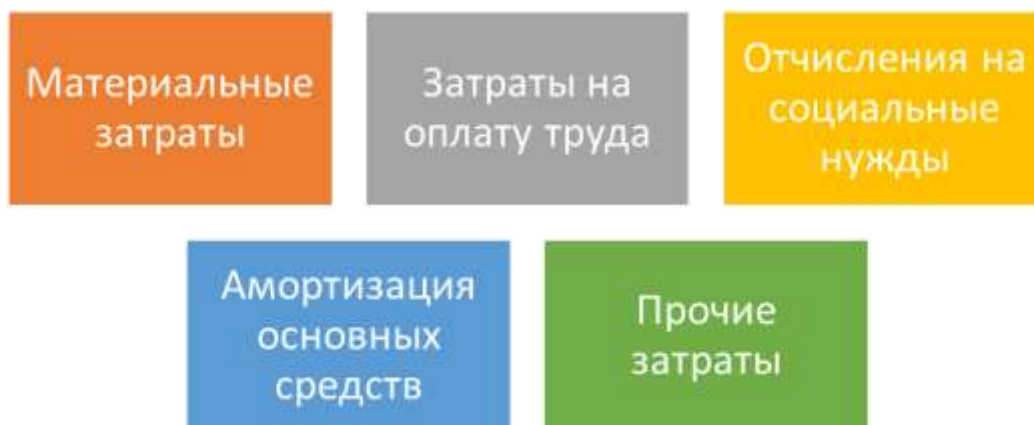 Материальные
затраты
Затраты на
оплату труда
Отчисления на
социальные
нужды
Амортизация
основных
средств
Прочие
затраты